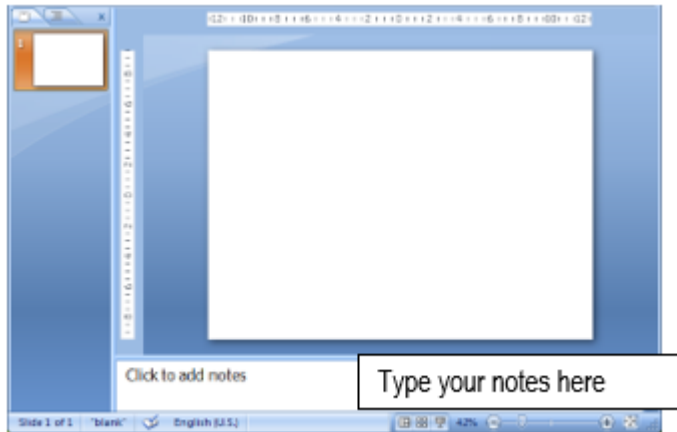 Click to add notes
Type your notes here
Slide 1 of 1 "blank" English (U.S.) 42%